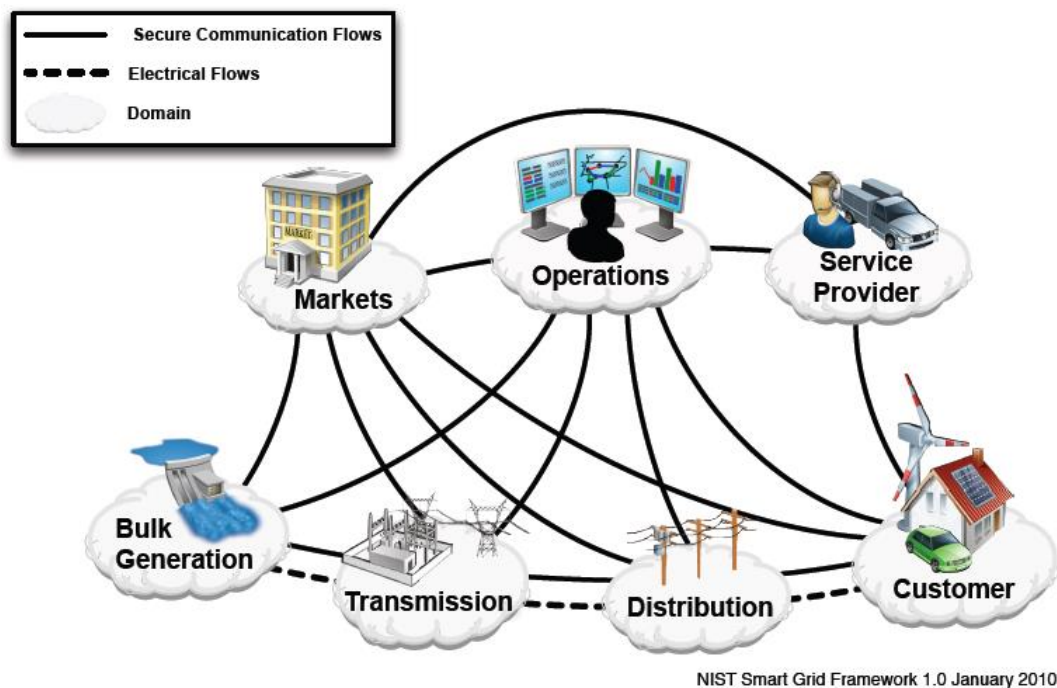 Secure Communication Flows
Electrical Flows
Domain
MARKET
Markets
Operations
Service
Provider
Bulk
Generation
Transmission
Distribution
Customer
NIST Smart Grid Framework 1.0 January 2010